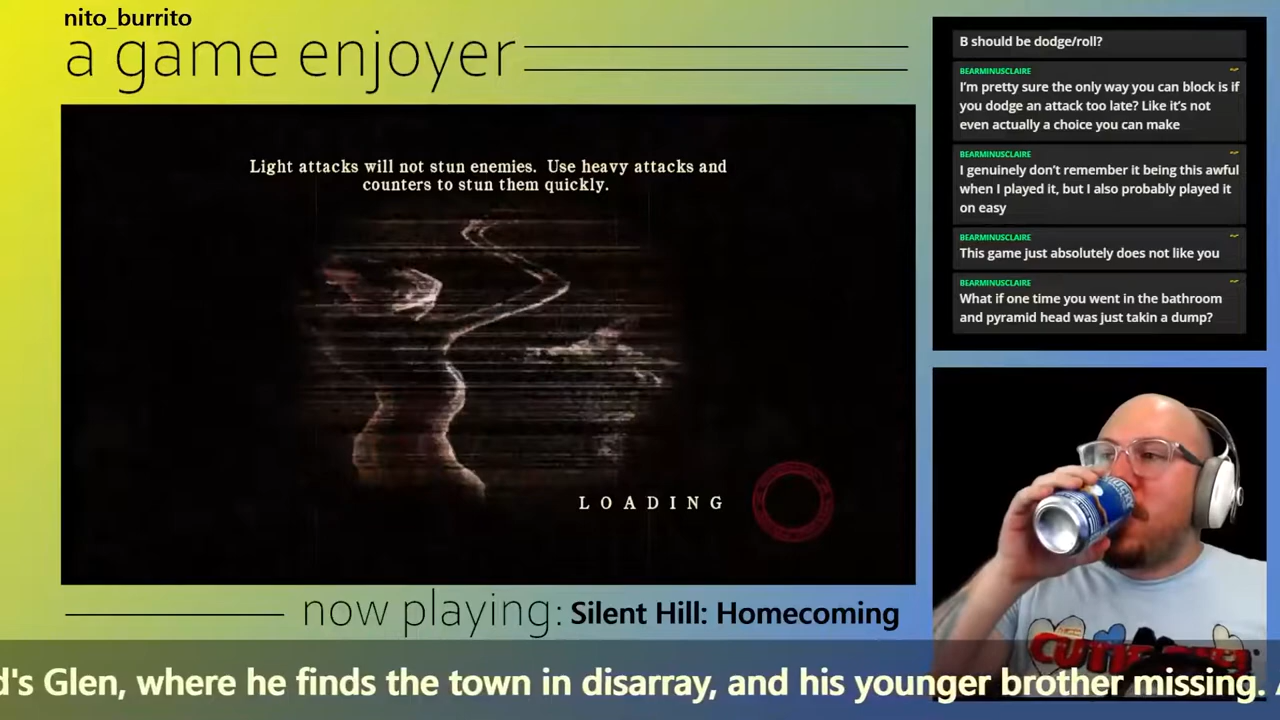 nito_burrito
a game enjoyer
Light attacks will not stun enemies. Use heavy attacks and
counters to stun them quickly.
LOADING
now playing: Silent Hill: Homecoming
B should be dodge/roll?
BEARMINUSCLAIRE
I'm pretty sure the only way you can block is if
you dodge an attack too late? Like it's not
even actually a choice you can make
BEARMINUSCLAIRE
I genuinely don't remember it being this awful
when I played it, but I also probably played it
on easy
BEARMINUSCLAIRE
This game just absolutely does not like you
BEARMINUSCLAIRE
What if one time you went in the bathroom
and pyramid head was just takin a dump?
d's Glen, where he finds the town in disarray, and his younger brother missing.